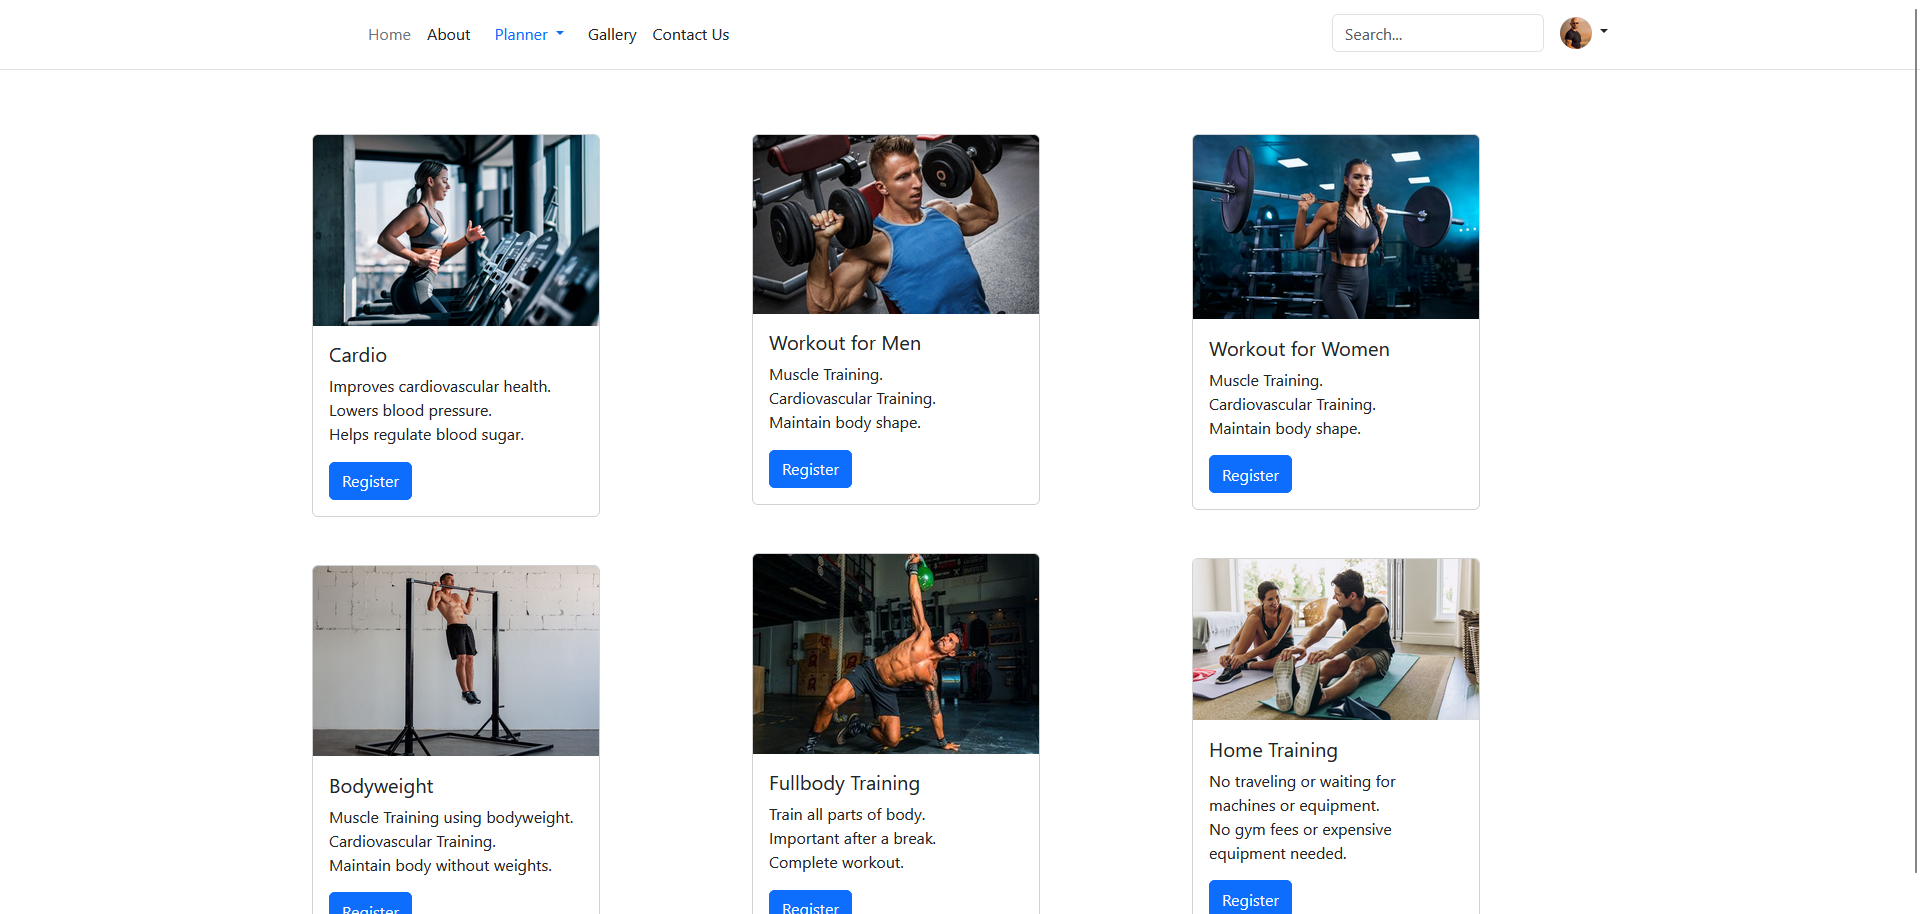 Home About Planner Gallery Contact Us Search...
Cardio
Improves cardiovascular health.
Lowers blood pressure.
Helps regulate blood sugar.
Register
Workout for Men
Muscle Training.
Cardiovascular Training.
Maintain body shape.
Register
Workout for Women
Muscle Training.
Cardiovascular Training.
Maintain body shape.
Register
Bodyweight
Muscle Training using bodyweight.
Cardiovascular Training.
Maintain body without weights.
Register
Fullbody Training
Train all parts of body.
Important after a break.
Complete workout.
Register
Home Training
No traveling or waiting for
machines or equipment.
No gym fees or expensive
equipment needed.
Register